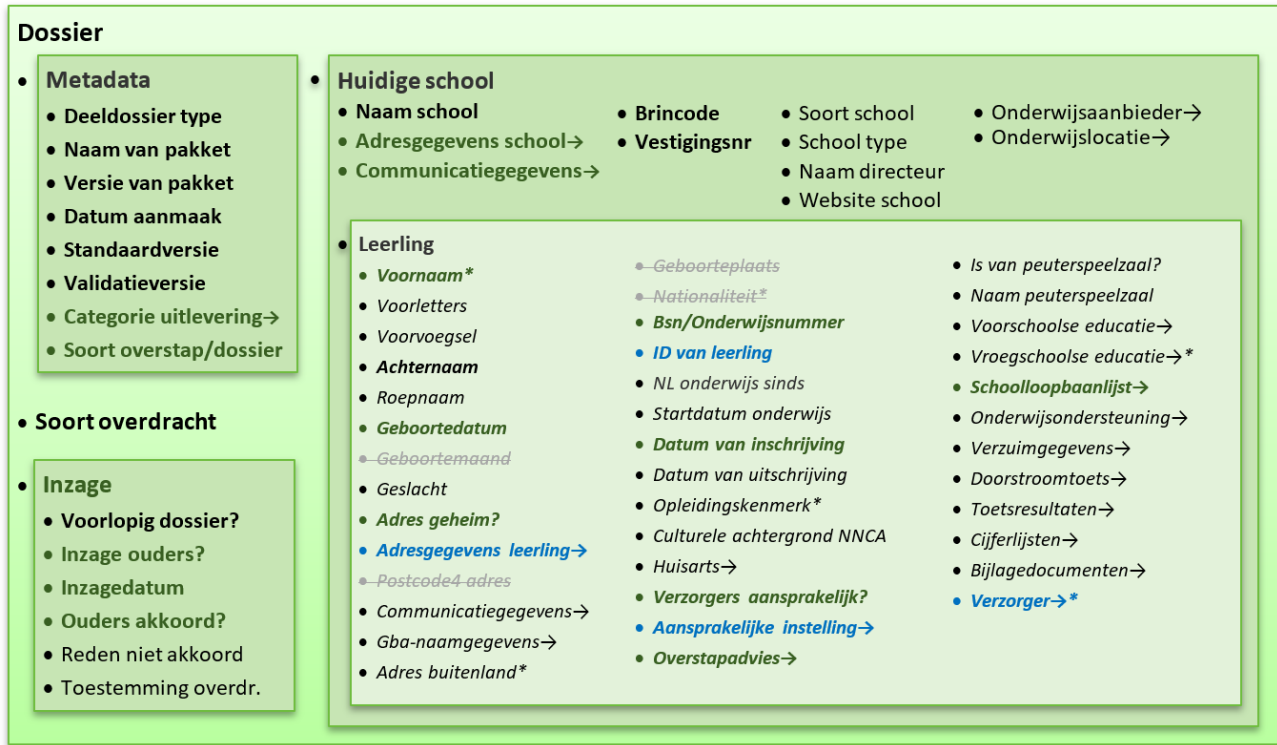 Dossier
• Metadata
• Deeldossier type
• Naam van pakket
• Versie van pakket
• Datum aanmaak
• Standaardversie
• Validatieversie
• Categorie uitlevering→
• Soort overstap/dossier
• Soort overdracht
• Inzage
• Voorlopig dossier?
• Inzage ouders?
• Inzagedatum
• Ouders akkoord?
• Reden niet akkoord
• Toestemming overdr.
• Huidige school
• Naam school
• Adresgegevens school→
• Communicatiegegevens→
• Brincode
• Vestigingsnr
• Soort school
• School type
• Naam directeur
• Website school
• Onderwijsaanbieder→
• Onderwijslocatie→
• Leerling
• Voornaam*
• Voorletters
• Voorvoegsel
• Achternaam
• Roepnaam
• Geboortedatum
• Geboortemaand
• Geslacht
• Adres geheim?
• Adresgegevens leerling→
• Postcode4 adres
• Communicatiegegevens→
• Gba-naamgegevens→
• Adres buitenland*
• Geboorteplaats
• Nationaliteit*
• Bsn/Onderwijsnummer
• ID van leerling
• NL onderwijs sinds
• Startdatum onderwijs
• Datum van inschrijving
• Datum van uitschrijving
• Opleidingskenmerk*
• Culturele achtergrond NNCA
• Huisarts→
• Verzorgers aansprakelijk?
• Aansprakelijke instelling→
• Overstapadvies→
• Is van peuterspeelzaal?
• Naam peuterspeelzaal
• Voorschoolse educatie→
• Vroegschoolse educatie→*
• Schoolloopbaanlijst→
• Onderwijsondersteuning→
• Verzuimgegevens→
• Doorstroomtoets→
• Toetsresultaten→
• Cijferlijsten→
• Bijlagedocumenten→
• Verzorger→*